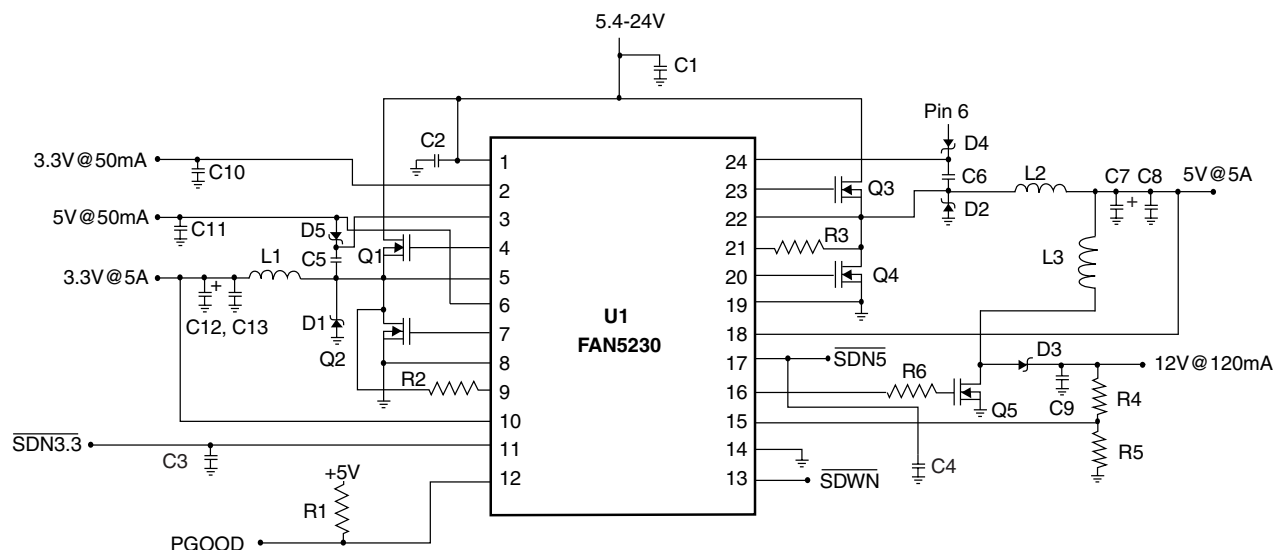 5.4-24V
C1
Pin 6
C2
D4
3.3V@50mA
1
24
C6
L2
C7
C8
5V@5A
C10
2
23
Q3
D2
5V@50mA
3
22
C11
D5
R3
Q1
4
21
C5
L1
L3
3.3V@5A
5
20
Q4
6
19
C12, C13
D1
U1
FAN5230
Q2
7
18
8
17
SDN5
D3
12V@120mA
R2
9
16
R6
R4
Q5
C9
10
15
SDN3.3
11
14
R5
C3
C4
+5V
12
13
SDWN
R1
PGOOD